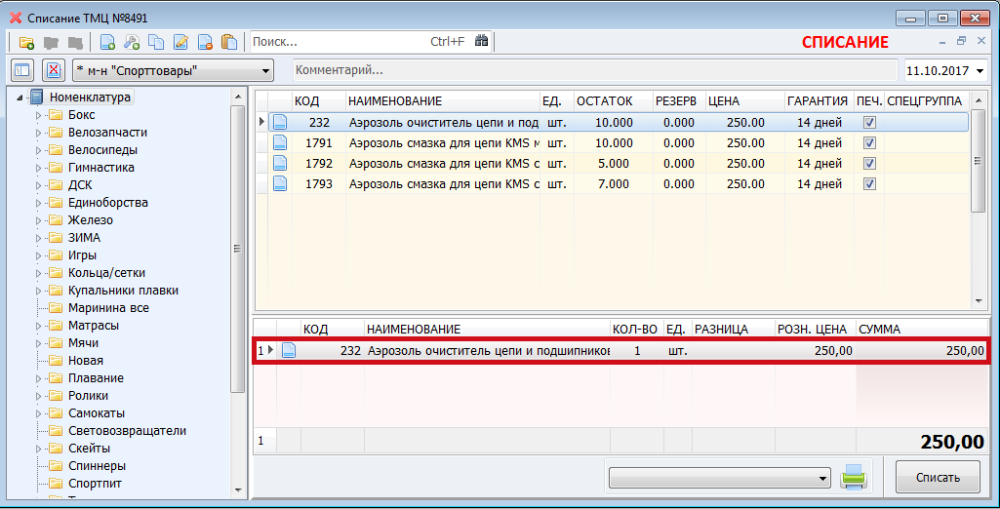 Списание ТМЦ №8491
Поиск... Ctrl+F СПИСАНИЕ
* м-н "Спорттовары" Комментарий... 11.10.2017
Номенклатура
Бокс
Велозапчасти
Велосипеды
Гимнастика
ДСК
Единоборства
Железо
ЗИМА
Игры
Кольца/сетки
Купальники плавки
Маринина все
Матрасы
Мячи
Новая
Плавание
Ролики
Самокаты
Световозвращатели
Скейты
Спиннеры
Спортпит
КОД НАИМЕНОВАНИЕ ЕД. ОСТАТОК РЕЗЕРВ ЦЕНА ГАРАНТИЯ ПЕЧ. СПЕЦГРУППА
232 Аэрозоль очиститель цепи и под шт. 10.000 0.000 250.00 14 дней
1791 Аэрозоль смазка для цепи KMS м шт. 10.000 0.000 250.00 14 дней
1792 Аэрозоль смазка для цепи KMS с шт. 5.000 0.000 250.00 14 дней
1793 Аэрозоль смазка для цепи KMS с шт. 7.000 0.000 250.00 14 дней
КОД НАИМЕНОВАНИЕ КОЛ-ВО ЕД. РАЗНИЦА РОЗН. ЦЕНА СУММА
1 232 Аэрозоль очиститель цепи и подшипников 1 шт. 250,00 250,00
1 250,00
Списать